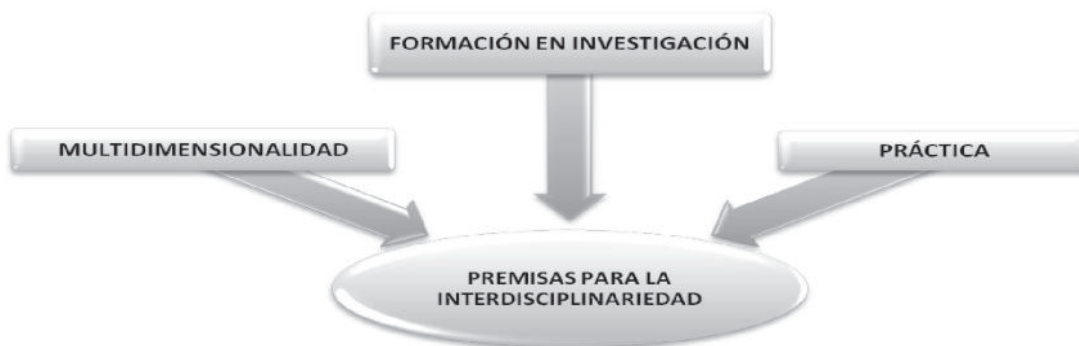 FORMACIÓN EN INVESTIGACIÓN
MULTIDIMENSIONALIDAD
PRÁCTICA
PREMISAS PARA LA
INTERDISCIPLINARIEDAD